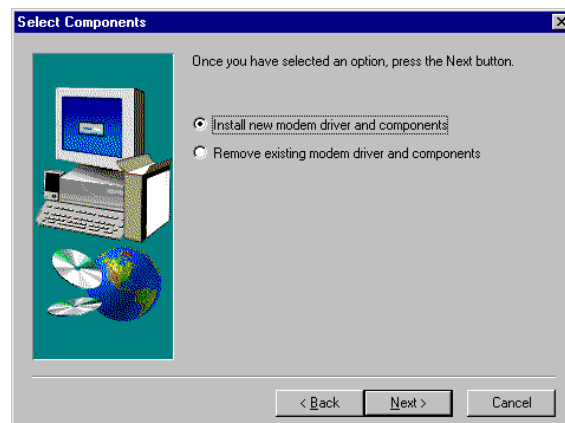 Select Components
Once you have selected an option, press the Next button.
Install new modem driver and components
Remove existing modem driver and components
< Back
Next >
Cancel